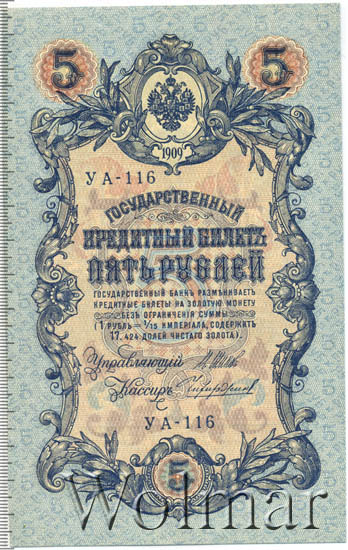 5 5
1909
УА-116
ГОСУДАРСТВЕННЫЙ
КРЕДИТНЫЙ БИЛЕТЪ
ПЯТЬ РУБЛЕЙ
ГОСУДАРСТВЕННЫЙ БАНКЪ РАЗМѢНИВАЕТЪ
КРЕДИТНЫЕ БИЛЕТЫ НА ЗОЛОТУЮ МОНЕТУ
БЕЗЪ ОГРАНИЧЕНІЯ СУММЫ
(1 РУБЛЬ = 1/15 ИМПЕРІАЛА, СОДЕРЖИТЪ
17,424 ДОЛЕЙ ЧИСТАГО ЗОЛОТА).
Управляющій
Кассиръ
УА-116
5
Wolmar